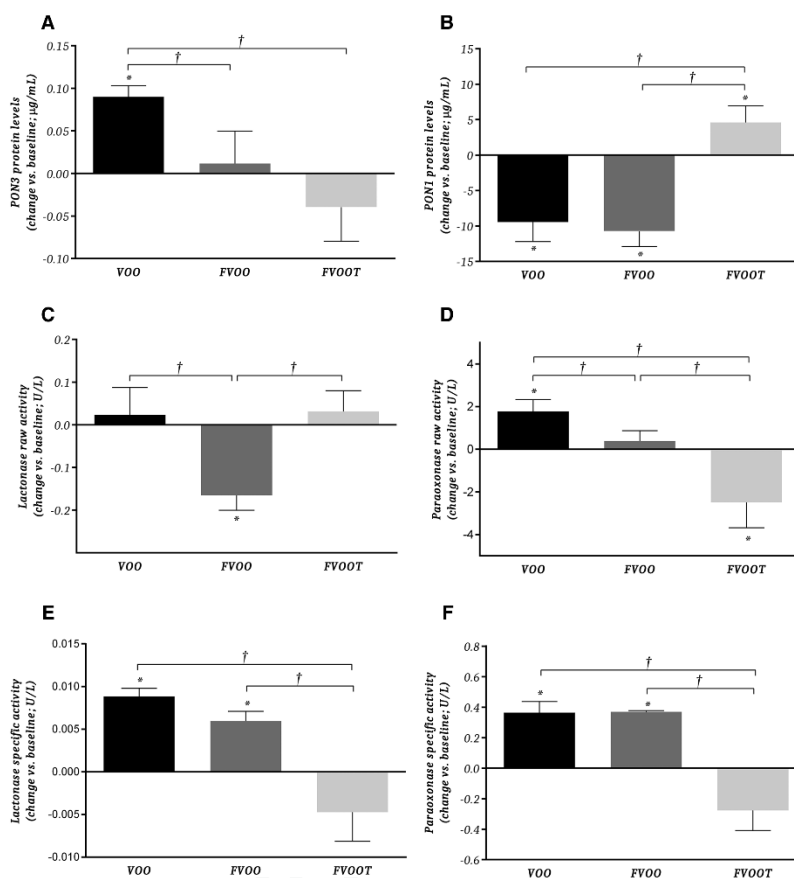 A
PON3 protein levels
(change vs. baseline; µg/mL)
0.15
0.10
0.05
0.00
-0.05
-0.10
*
†
†
VOO FVOO FVOOT
B
PON1 protein levels
(change vs. baseline; µg/mL)
15
10
5
0
-5
-10
-15
†
†
*
*
*
VOO FVOO FVOOT
C
Lactonase raw activity
(change vs. baseline; U/L)
0.2
0.1
0.0
-0.1
-0.2
† †
*
VOO FVOO FVOOT
D
Paraoxonase raw activity
(change vs. baseline; U/L)
4
2
0
-2
-4
†
† †
*
*
VOO FVOO FVOOT
E
Lactonase specific activity
(change vs. baseline; U/L)
0.015
0.010
0.005
0.000
-0.005
-0.010
†
†
*
*
VOO FVOO FVOOT
F
Paraoxonase specific activity
(change vs. baseline; U/L)
0.8
0.6
0.4
0.2
0.0
-0.2
-0.4
-0.6
†
†
*
*
VOO FVOO FVOOT